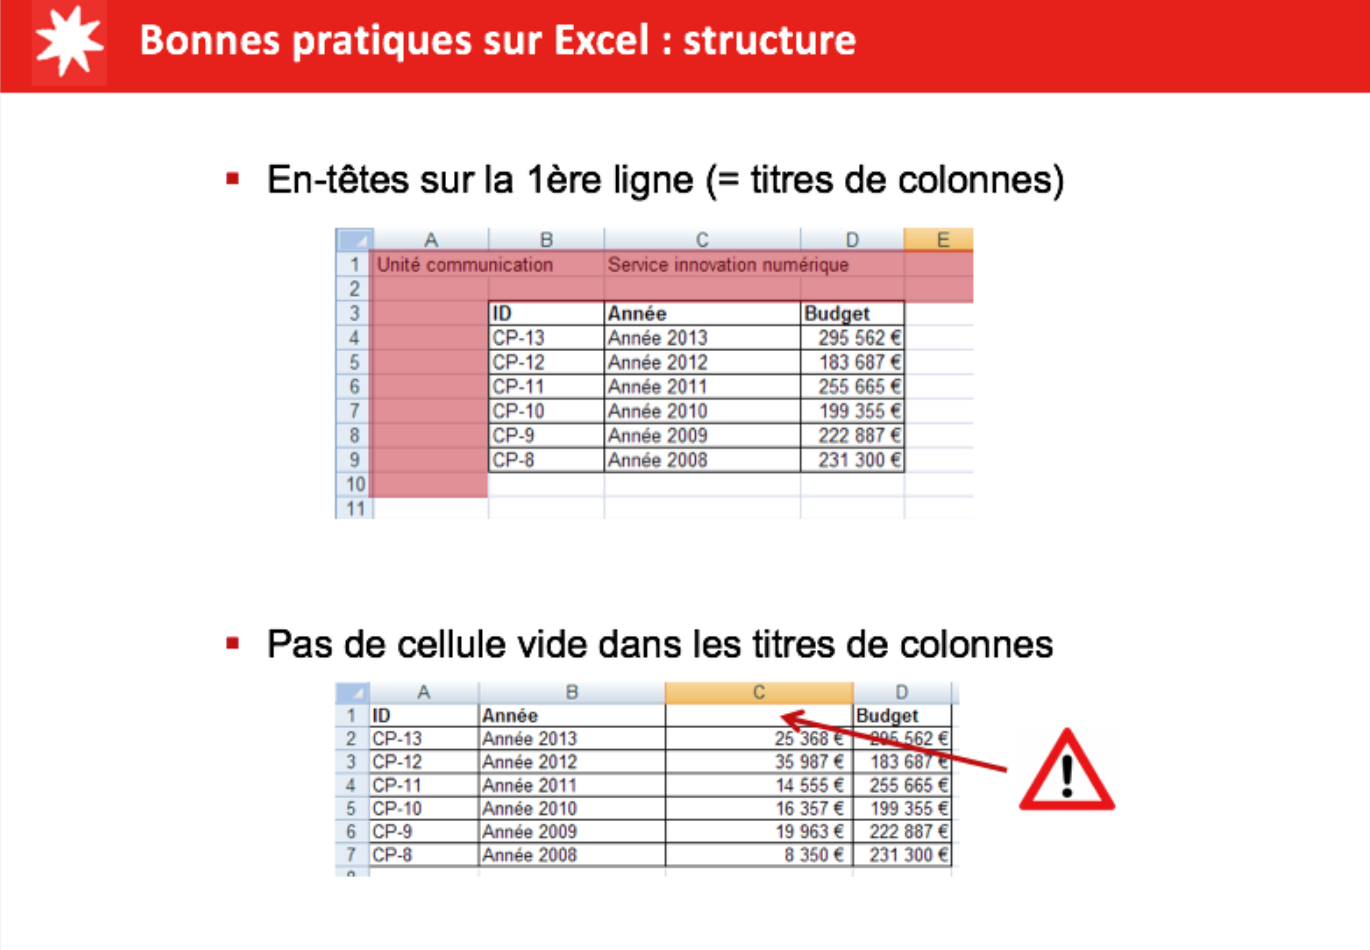 Bonnes pratiques sur Excel : structure
▪ En-têtes sur la 1ère ligne (= titres de colonnes)
A B C D E
1 Unité communication Service innovation numérique
2
3 ID Année Budget
4 CP-13 Année 2013 295 562 €
5 CP-12 Année 2012 183 687 €
6 CP-11 Année 2011 255 665 €
7 CP-10 Année 2010 199 355 €
8 CP-9 Année 2009 222 887 €
9 CP-8 Année 2008 231 300 €
10
11
▪ Pas de cellule vide dans les titres de colonnes
A B C D
1 ID Année Budget
2 CP-13 Année 2013 25 368 € 295 562 €
3 CP-12 Année 2012 35 987 € 183 687 €
4 CP-11 Année 2011 14 555 € 255 665 €
5 CP-10 Année 2010 16 357 € 199 355 €
6 CP-9 Année 2009 19 963 € 222 887 €
7 CP-8 Année 2008 8 350 € 231 300 €
!